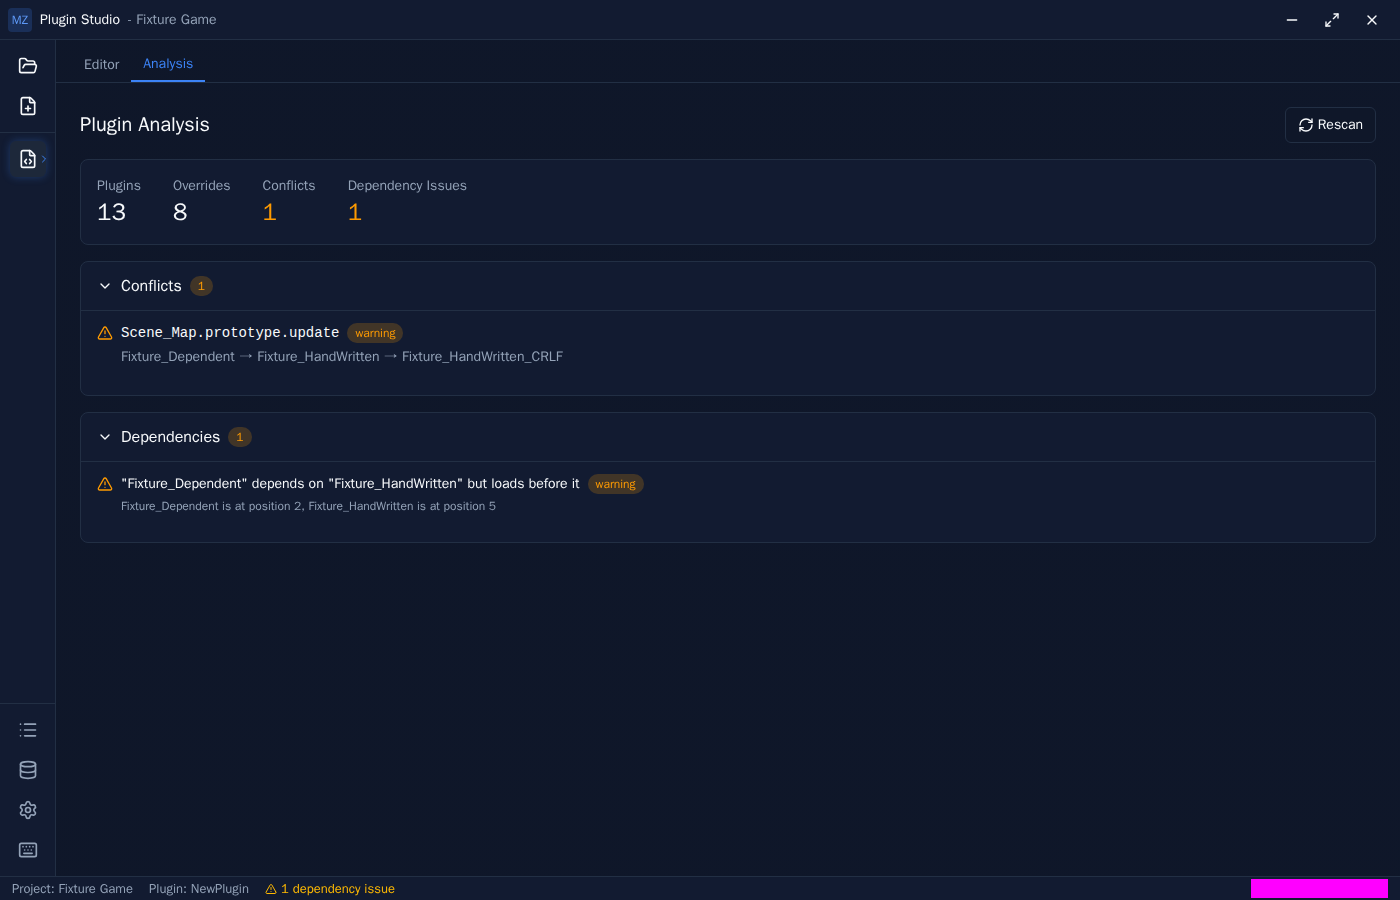 MZ Plugin Studio - Fixture Game
Editor Analysis
Plugin Analysis
Rescan
Plugins Overrides Conflicts Dependency Issues
13 8 1 1
Conflicts 1
Scene_Map.prototype.update warning
Fixture_Dependent → Fixture_HandWritten → Fixture_HandWritten_CRLF
Dependencies 1
"Fixture_Dependent" depends on "Fixture_HandWritten" but loads before it warning
Fixture_Dependent is at position 2, Fixture_HandWritten is at position 5
Project: Fixture Game Plugin: NewPlugin 1 dependency issue